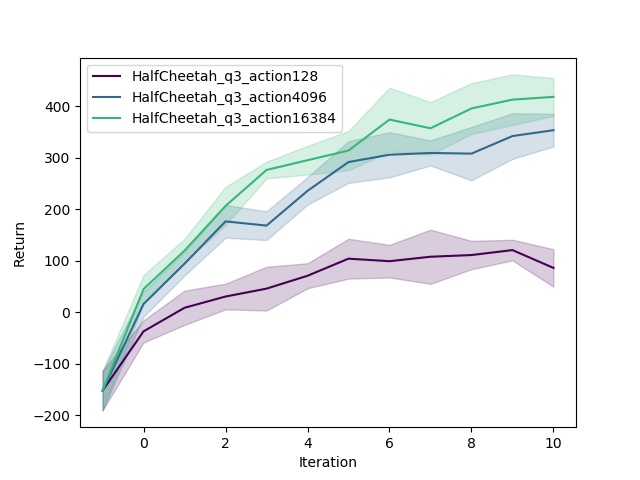 HalfCheetah_q3_action128
HalfCheetah_q3_action4096
HalfCheetah_q3_action16384
400
300
200
100
0
−100
−200
Return
0 2 4 6 8 10
Iteration